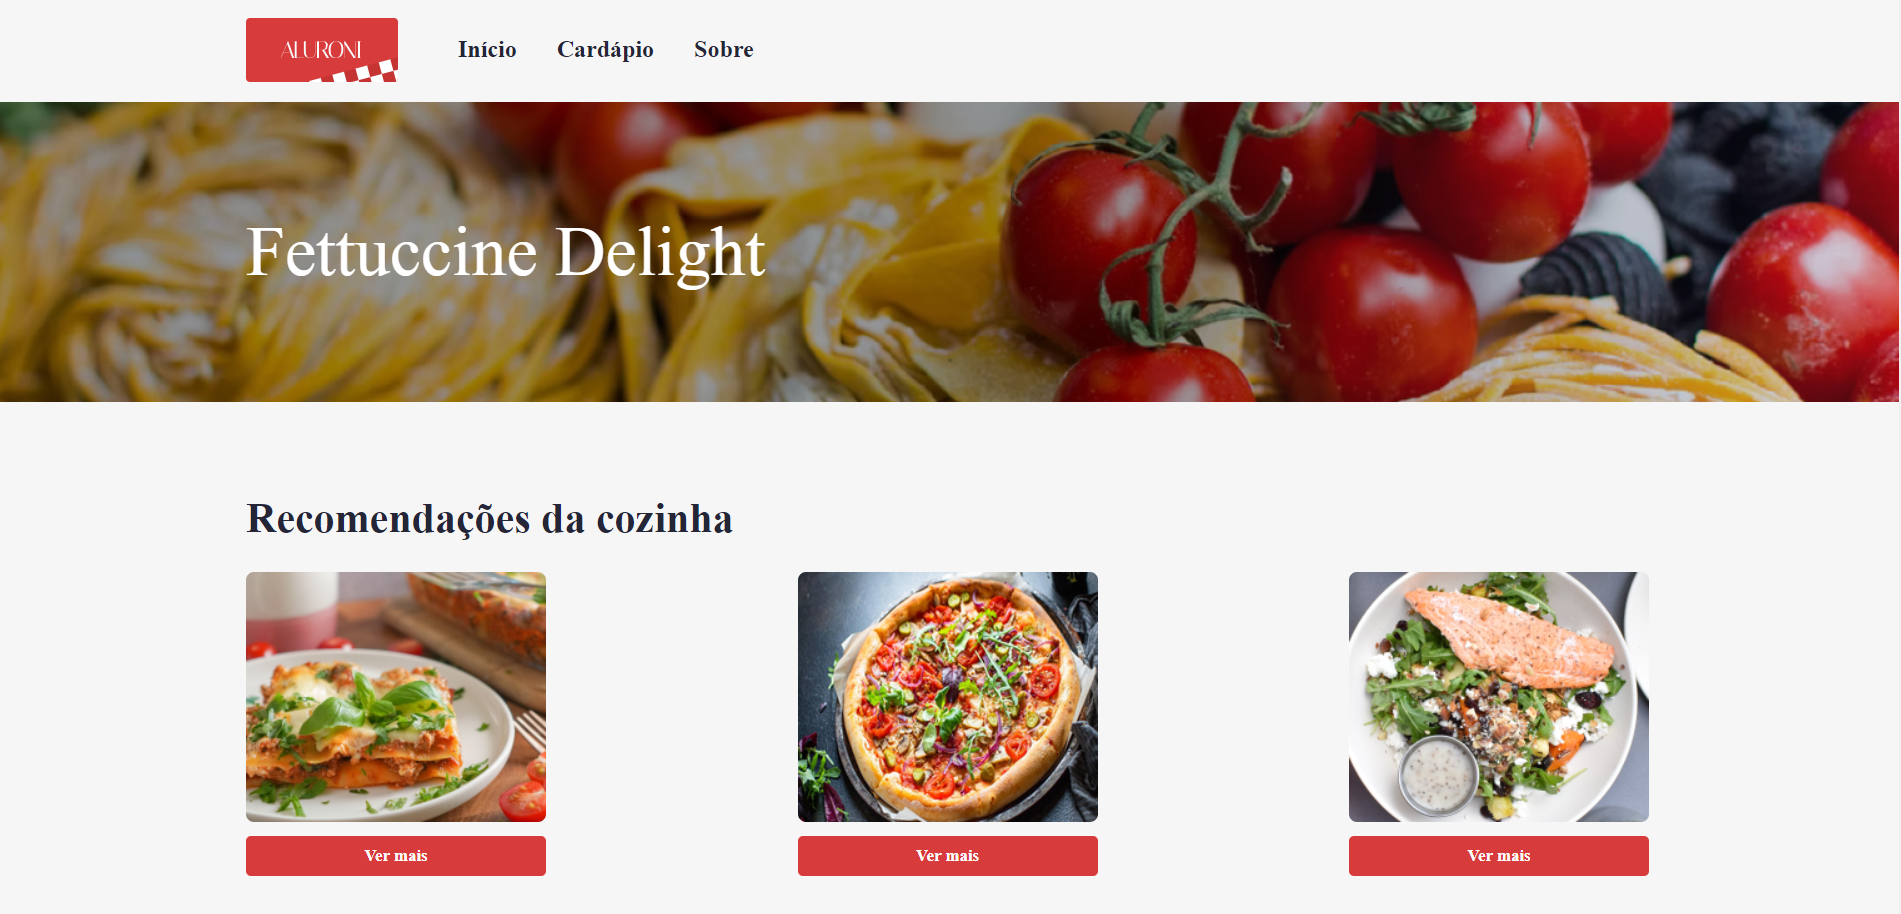 ALURONI
Início Cardápio Sobre
Fettuccine Delight
Recomendações da cozinha
Ver mais Ver mais Ver mais